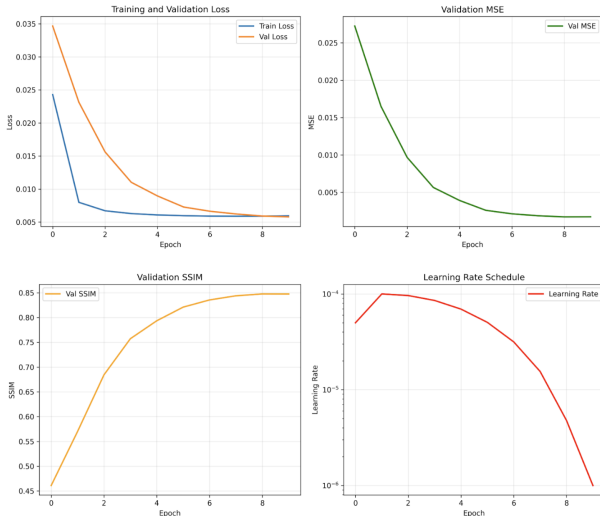 Training and Validation Loss
Train Loss
Val Loss
0.035
0.030
0.025
0.020
0.015
0.010
0.005
Loss
0 2 4 6 8
Epoch
Validation MSE
Val MSE
0.025
0.020
0.015
0.010
0.005
MSE
0 2 4 6 8
Epoch
Validation SSIM
Val SSIM
0.85
0.80
0.75
0.70
0.65
0.60
0.55
0.50
0.45
SSIM
0 2 4 6 8
Epoch
Learning Rate Schedule
Learning Rate
10⁻⁴
10⁻⁵
10⁻⁶
Learning Rate
0 2 4 6 8
Epoch